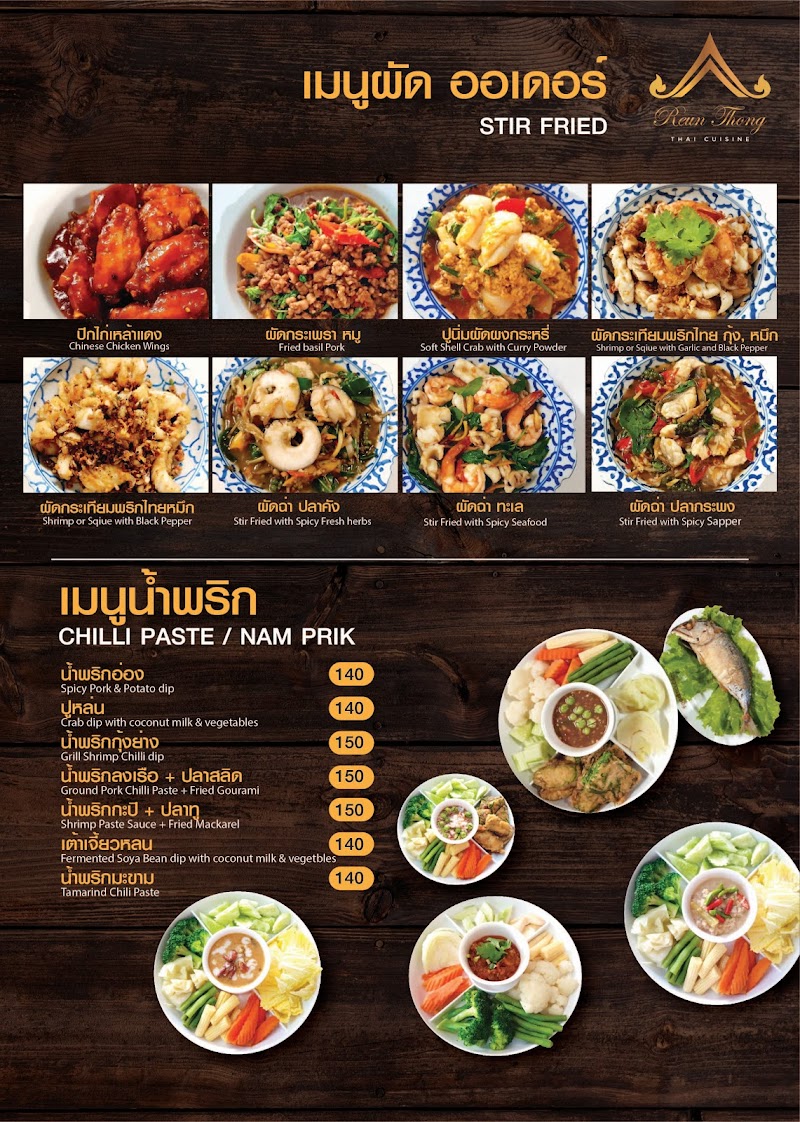 เมนูผัด ออเดอร์
STIR FRIED
Reun Thong
THAI CUISINE
ปีกไก่เหล้าแดง
Chinese Chicken Wings
ผัดกระเพรา หมู
Fried basil Pork
ปูนิ่มผัดผงกระหรี่
Soft Shell Crab with Curry Powder
ผัดกระเทียมพริกไทย กุ้ง, หมึก
Shrimp or Sqiue with Garlic and Black Pepper
ผัดกระเทียมพริกไทยหมึก
Shrimp or Sqiue with Black Pepper
ผัดฉ่า ปลาคัง
Stir Fried with Spicy Fresh herbs
ผัดฉ่า ทะเล
Stir Fried with Spicy Seafood
ผัดฉ่า ปลากระพง
Stir Fried with Spicy Sapper
เมนูน้ำพริก
CHILLI PASTE / NAM PRIK
น้ำพริกอ่อง 140
Spicy Pork & Potato dip
ปูหล่น 140
Crab dip with coconut milk & vegetables
น้ำพริกกุ้งย่าง 150
Grill Shrimp Chilli dip
น้ำพริกลงเรือ + ปลาสลิด 150
Ground Pork Chilli Paste + Fried Gourami
น้ำพริกกะปิ + ปลาทู 150
Shrimp Paste Sauce + Fried Mackarel
เต้าเจี้ยวหลน 140
Fermented Soya Bean dip with coconut milk & vegetbles
น้ำพริกมะขาม 140
Tamarind Chili Paste